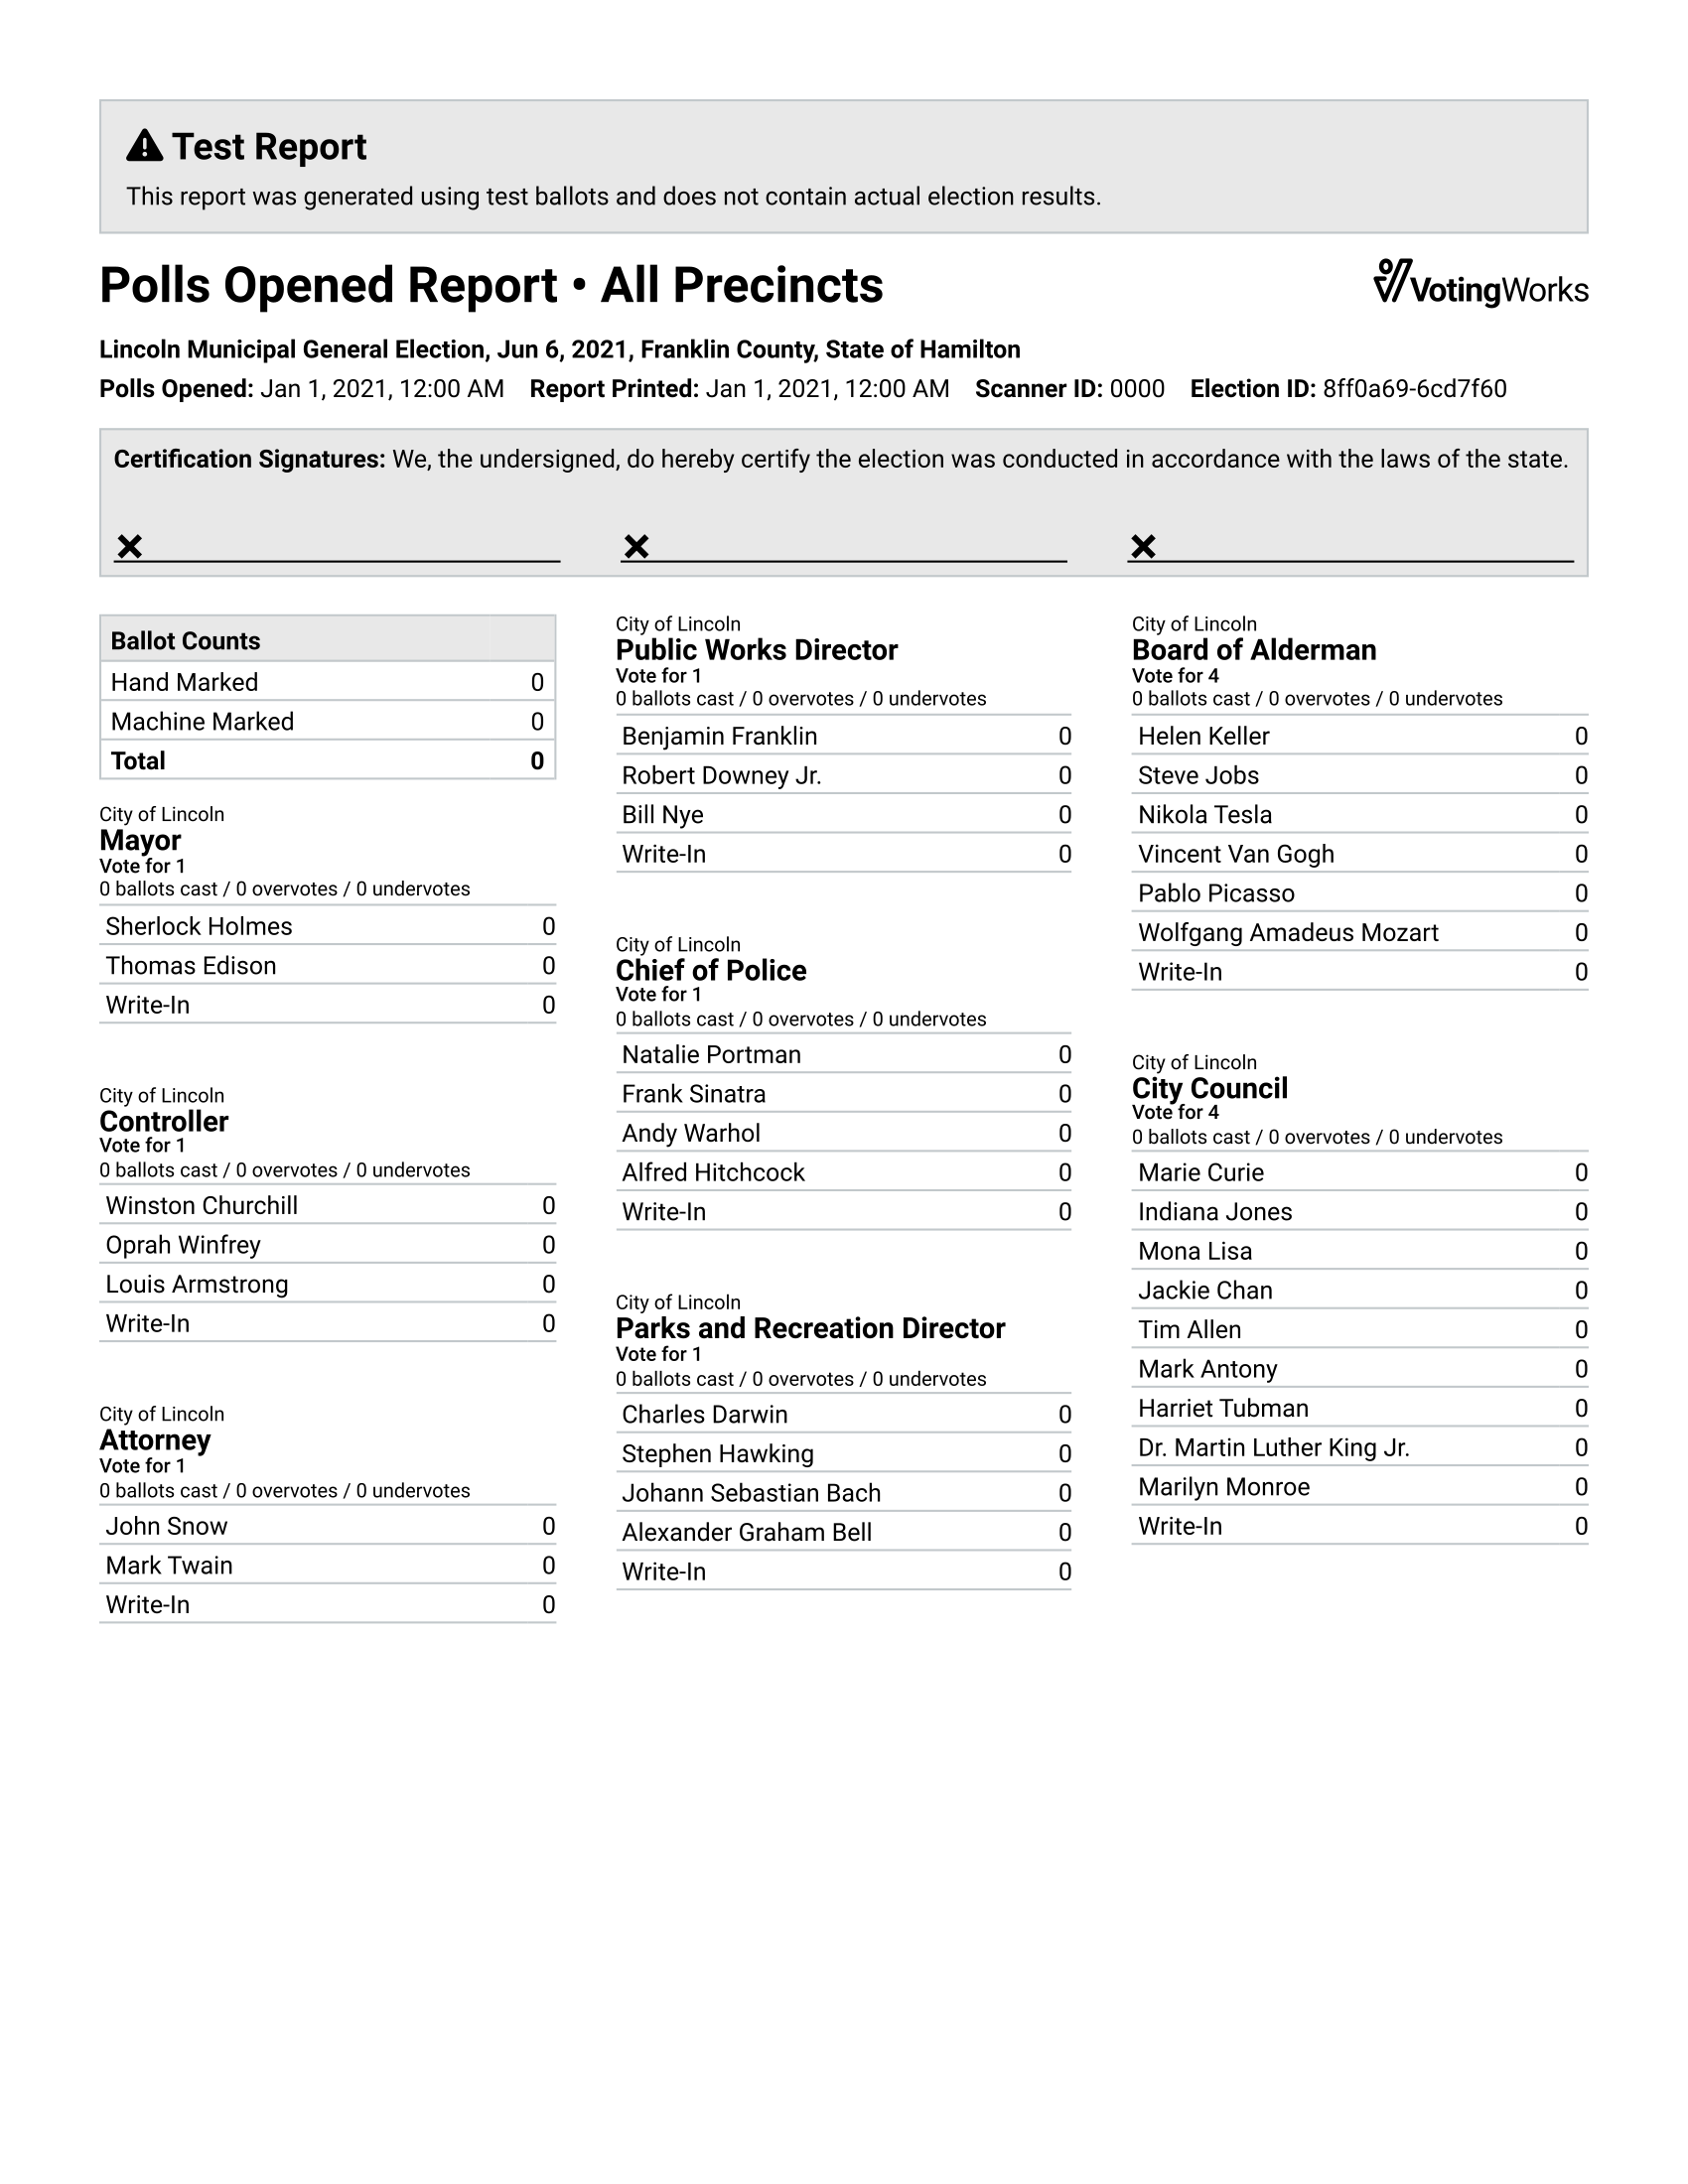 Test Report
This report was generated using test ballots and does not contain actual election results.
Polls Opened Report • All Precincts
VotingWorks
Lincoln Municipal General Election, Jun 6, 2021, Franklin County, State of Hamilton
Polls Opened: Jan 1, 2021, 12:00 AM Report Printed: Jan 1, 2021, 12:00 AM Scanner ID: 0000 Election ID: 8ff0a69-6cd7f60
Certification Signatures: We, the undersigned, do hereby certify the election was conducted in accordance with the laws of the state.
Ballot Counts
Hand Marked 0
Machine Marked 0
Total 0
City of Lincoln
Mayor
Vote for 1
0 ballots cast / 0 overvotes / 0 undervotes
Sherlock Holmes 0
Thomas Edison 0
Write-In 0
City of Lincoln
Controller
Vote for 1
0 ballots cast / 0 overvotes / 0 undervotes
Winston Churchill 0
Oprah Winfrey 0
Louis Armstrong 0
Write-In 0
City of Lincoln
Attorney
Vote for 1
0 ballots cast / 0 overvotes / 0 undervotes
John Snow 0
Mark Twain 0
Write-In 0
City of Lincoln
Public Works Director
Vote for 1
0 ballots cast / 0 overvotes / 0 undervotes
Benjamin Franklin 0
Robert Downey Jr. 0
Bill Nye 0
Write-In 0
City of Lincoln
Chief of Police
Vote for 1
0 ballots cast / 0 overvotes / 0 undervotes
Natalie Portman 0
Frank Sinatra 0
Andy Warhol 0
Alfred Hitchcock 0
Write-In 0
City of Lincoln
Parks and Recreation Director
Vote for 1
0 ballots cast / 0 overvotes / 0 undervotes
Charles Darwin 0
Stephen Hawking 0
Johann Sebastian Bach 0
Alexander Graham Bell 0
Write-In 0
City of Lincoln
Board of Alderman
Vote for 4
0 ballots cast / 0 overvotes / 0 undervotes
Helen Keller 0
Steve Jobs 0
Nikola Tesla 0
Vincent Van Gogh 0
Pablo Picasso 0
Wolfgang Amadeus Mozart 0
Write-In 0
City of Lincoln
City Council
Vote for 4
0 ballots cast / 0 overvotes / 0 undervotes
Marie Curie 0
Indiana Jones 0
Mona Lisa 0
Jackie Chan 0
Tim Allen 0
Mark Antony 0
Harriet Tubman 0
Dr. Martin Luther King Jr. 0
Marilyn Monroe 0
Write-In 0